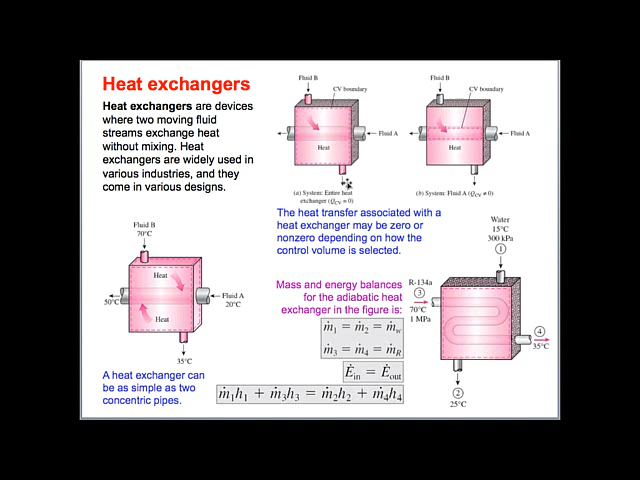 Heat exchangers
Heat exchangers are devices
where two moving fluid
streams exchange heat
without mixing. Heat
exchangers are widely used in
various industries, and they
come in various designs.
Fluid B
CV boundary
Fluid A
Heat
(a) System: Entire heat
exchanger (Q̇CV = 0)
Fluid B
CV boundary
Fluid A
Heat
(b) System: Fluid A (Q̇CV ≠ 0)
The heat transfer associated with a
heat exchanger may be zero or
nonzero depending on how the
control volume is selected.
Fluid B
70°C
Heat
50°C
Fluid A
20°C
Heat
35°C
A heat exchanger can
be as simple as two
concentric pipes.
Mass and energy balances
for the adiabatic heat
exchanger in the figure is:
ṁ1 = ṁ2 = ṁw
ṁ3 = ṁ4 = ṁR
Ėin = Ėout
ṁ1h1 + ṁ3h3 = ṁ2h2 + ṁ4h4
Water
15°C
300 kPa
1
R-134a
3
70°C
1 MPa
4
35°C
2
25°C